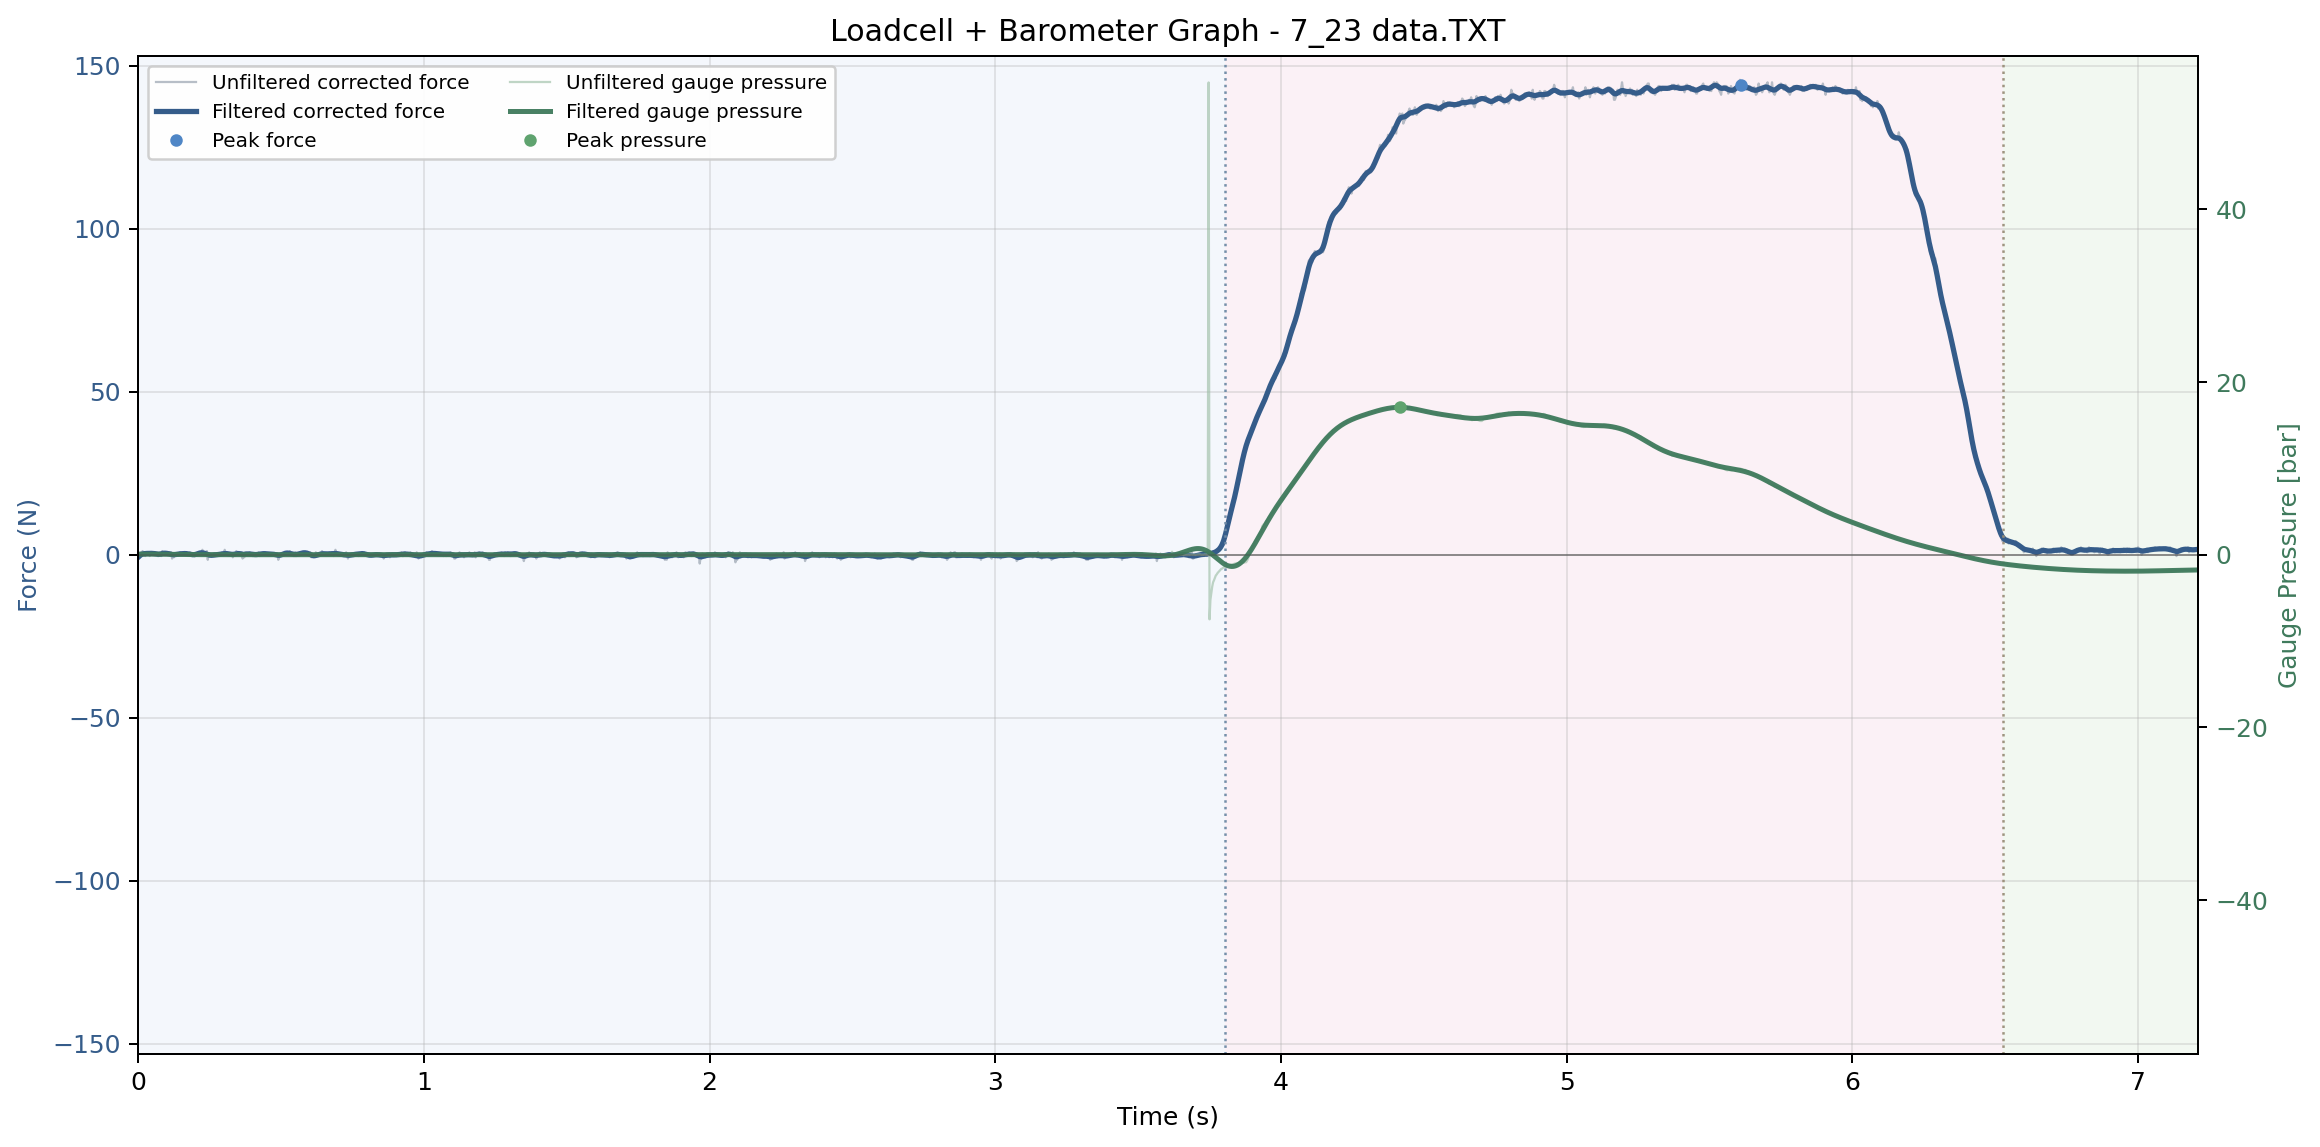 Loadcell + Barometer Graph - 7_23 data.TXT
Unfiltered corrected force
Filtered corrected force
Peak force
Unfiltered gauge pressure
Filtered gauge pressure
Peak pressure
Force (N)
150
100
50
0
−50
−100
−150
Gauge Pressure [bar]
40
20
0
−20
−40
0 1 2 3 4 5 6 7
Time (s)